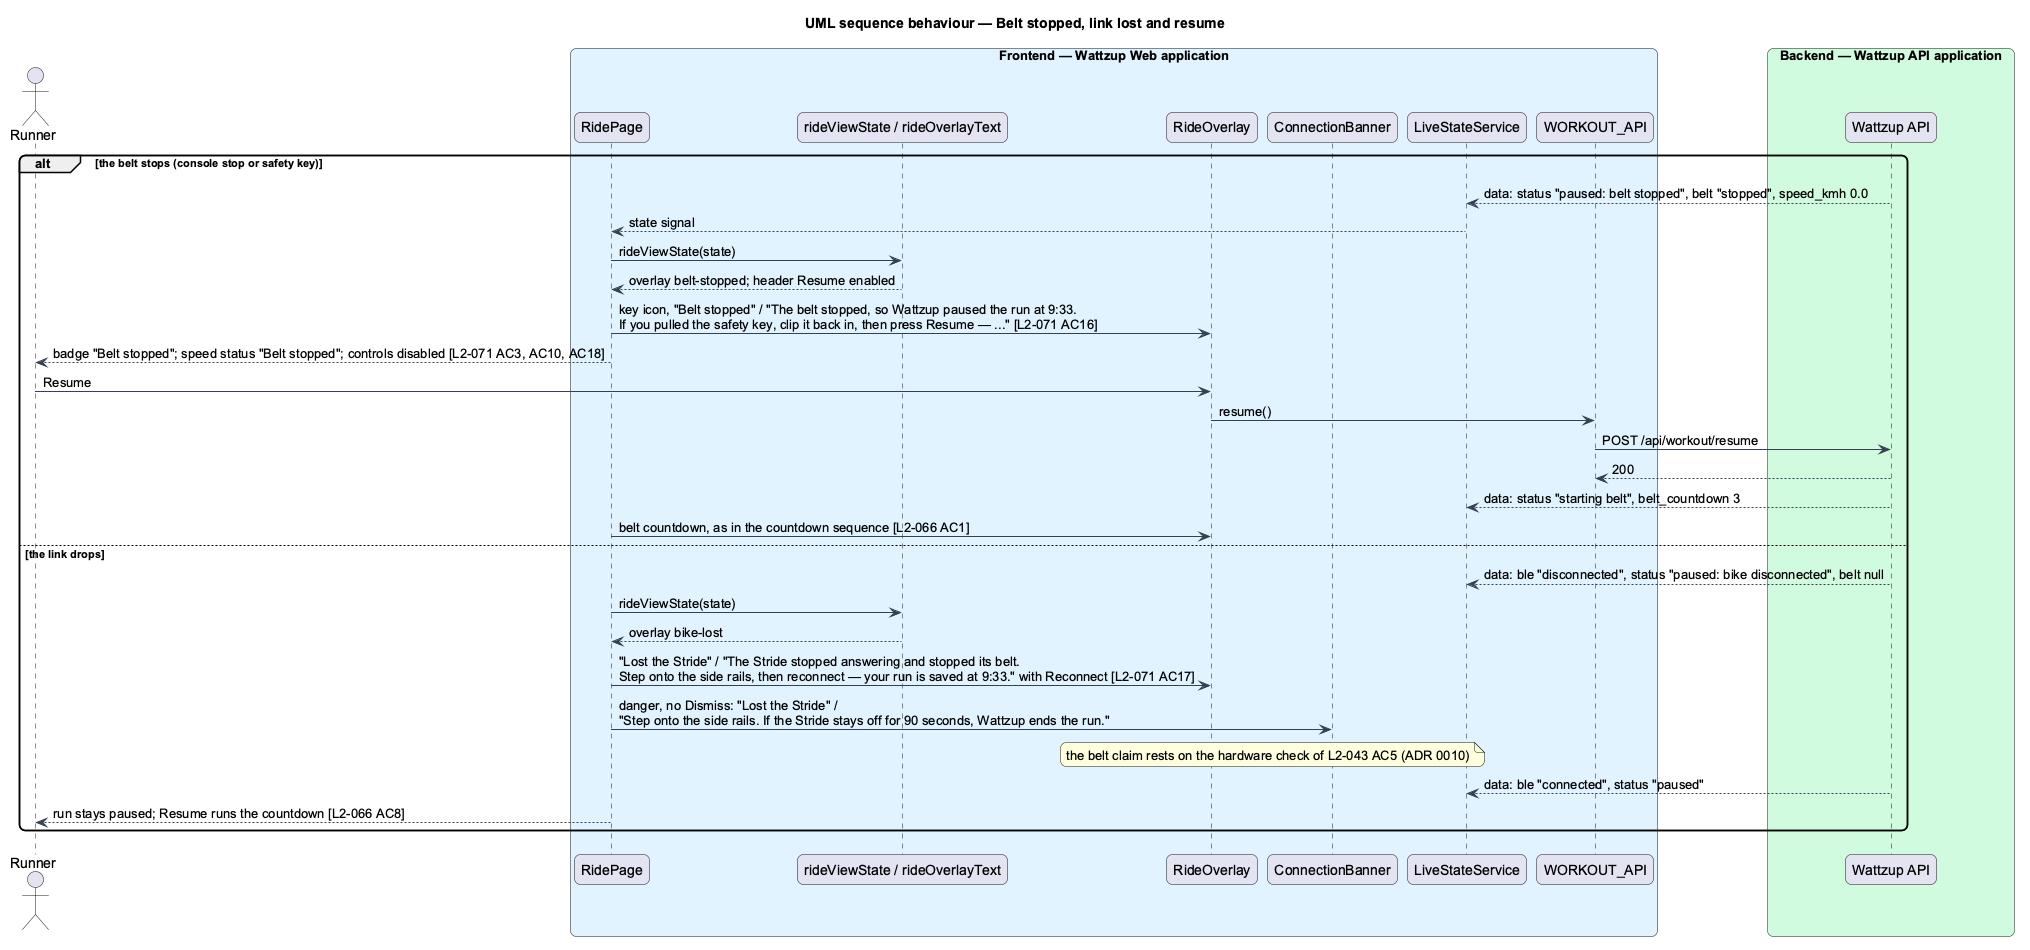 UML sequence behaviour — Belt stopped, link lost and resume
Frontend — Wattzup Web application
Backend — Wattzup API application
Runner
RidePage
rideViewState / rideOverlayText
RideOverlay
ConnectionBanner
LiveStateService
WORKOUT_API
Wattzup API
alt
[the belt stops (console stop or safety key)]
data: status "paused: belt stopped", belt "stopped", speed_kmh 0.0
state signal
rideViewState(state)
overlay belt-stopped; header Resume enabled
key icon, "Belt stopped" / "The belt stopped, so Wattzup paused the run at 9:33.
If you pulled the safety key, clip it back in, then press Resume — ..." [L2-071 AC16]
badge "Belt stopped"; speed status "Belt stopped"; controls disabled [L2-071 AC3, AC10, AC18]
Resume
resume()
POST /api/workout/resume
200
data: status "starting belt", belt_countdown 3
belt countdown, as in the countdown sequence [L2-066 AC1]
[the link drops]
data: ble "disconnected", status "paused: bike disconnected", belt null
rideViewState(state)
overlay bike-lost
"Lost the Stride" / "The Stride stopped answering and stopped its belt.
Step onto the side rails, then reconnect — your run is saved at 9:33." with Reconnect [L2-071 AC17]
danger, no Dismiss: "Lost the Stride" /
"Step onto the side rails. If the Stride stays off for 90 seconds, Wattzup ends the run."
the belt claim rests on the hardware check of L2-043 AC5 (ADR 0010)
data: ble "connected", status "paused"
run stays paused; Resume runs the countdown [L2-066 AC8]
Runner
RidePage
rideViewState / rideOverlayText
RideOverlay
ConnectionBanner
LiveStateService
WORKOUT_API
Wattzup API